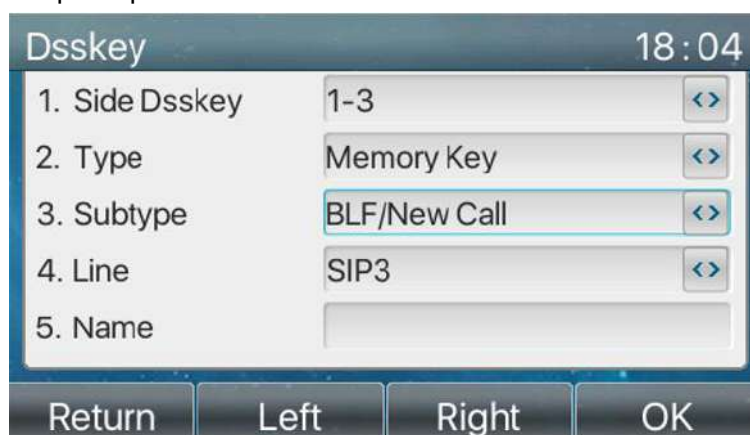 Dsskey 18:04
1. Side Dsskey 1-3
2. Type Memory Key
3. Subtype BLF/New Call
4. Line SIP3
5. Name
Return Left Right OK